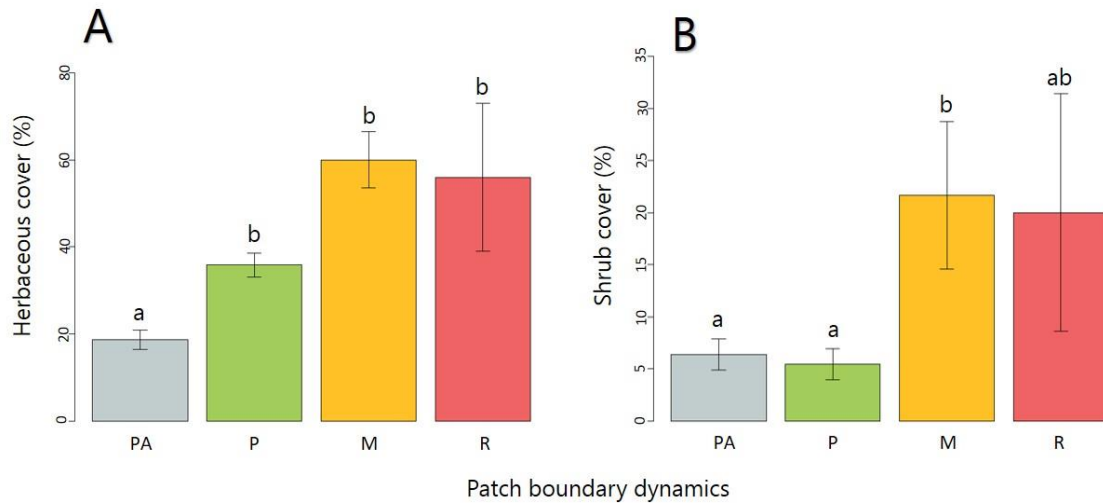 A
Herbaceous cover (%)
80
60
40
20
0
a
b
b
b
PA
P
M
R
B
Shrub cover (%)
35
30
25
20
15
10
5
0
a
a
b
ab
PA
P
M
R
Patch boundary dynamics